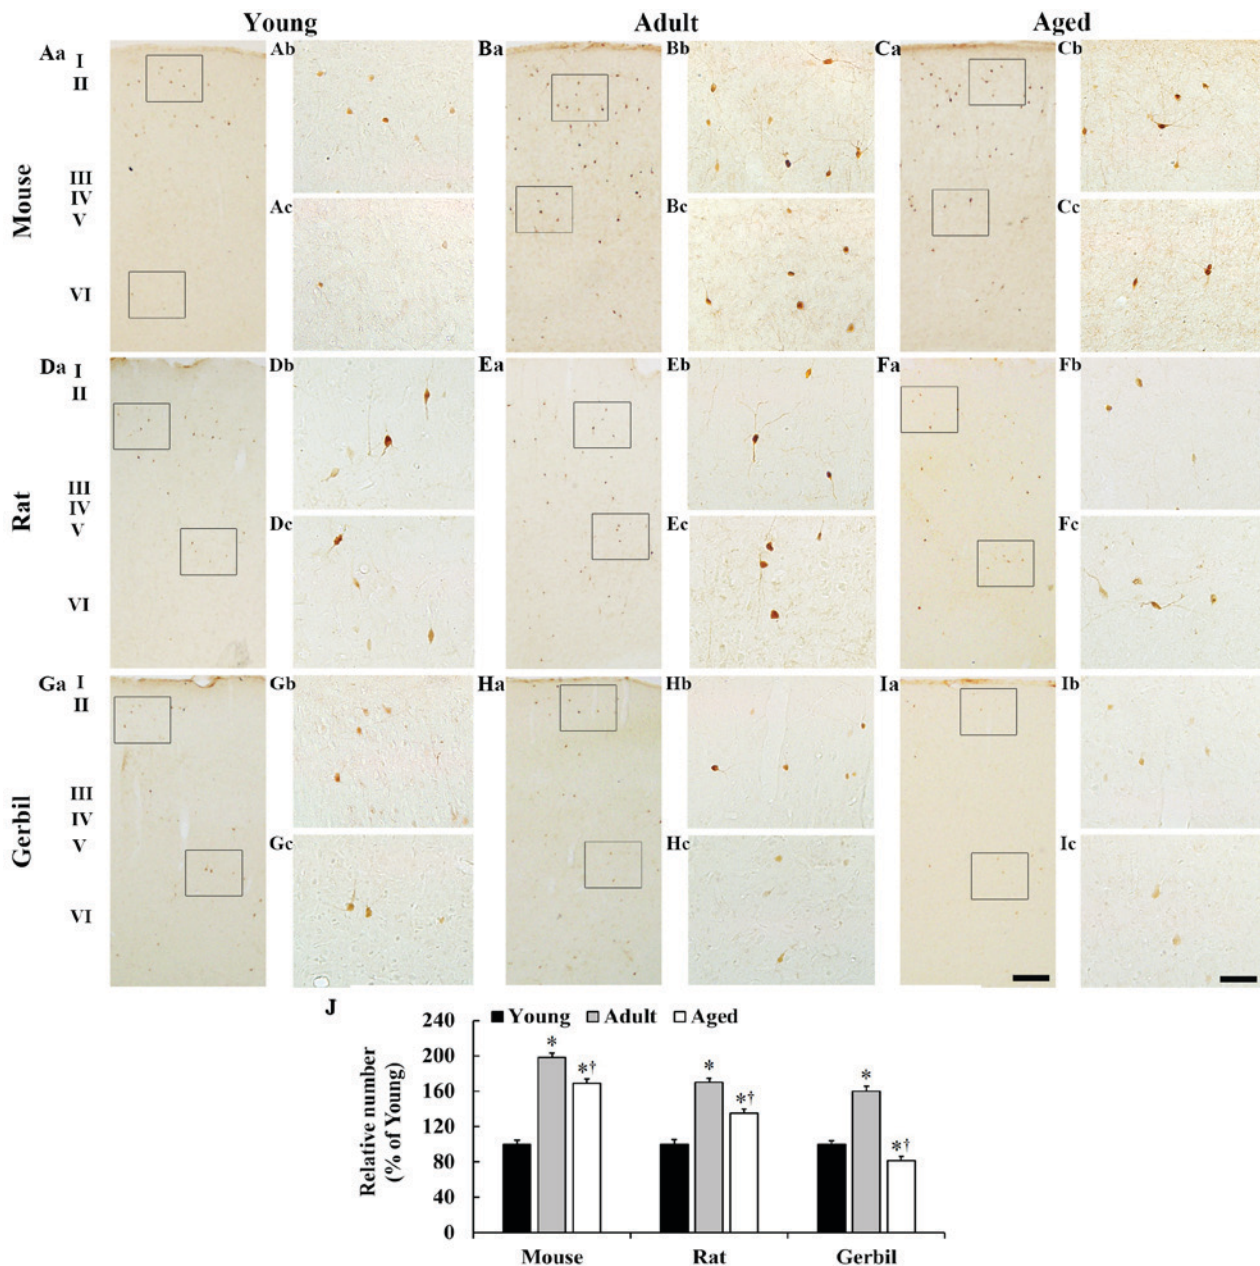 Young Adult Aged
Aa I Ab Ba Bb Ca Cb
II
III
IV
V Ac Bc Cc
VI
Mouse
Da I Db Ea Eb Fa Fb
II
III
IV
V Dc Ec Fc
VI
Rat
Ga I Gb Ha Hb Ia Ib
II
III
IV
V Gc Hc Ic
VI
Gerbil
J
Relative number
(% of Young)
Young Adult Aged
240
200
160
120
80
40
0
* *†
* *†
* *†
Mouse Rat Gerbil